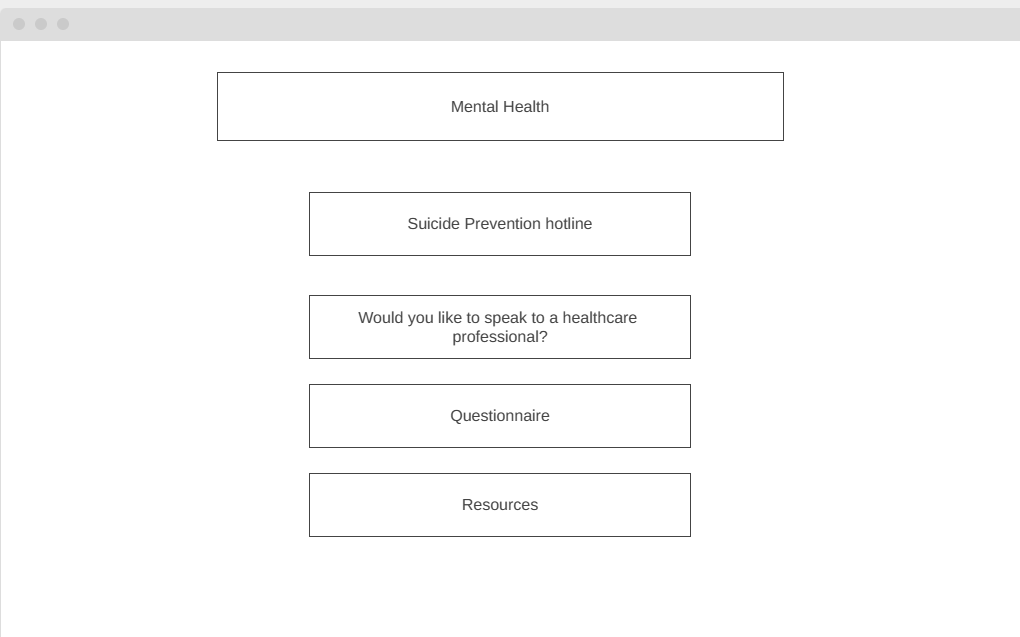 Mental Health
Suicide Prevention hotline
Would you like to speak to a healthcare
professional?
Questionnaire
Resources